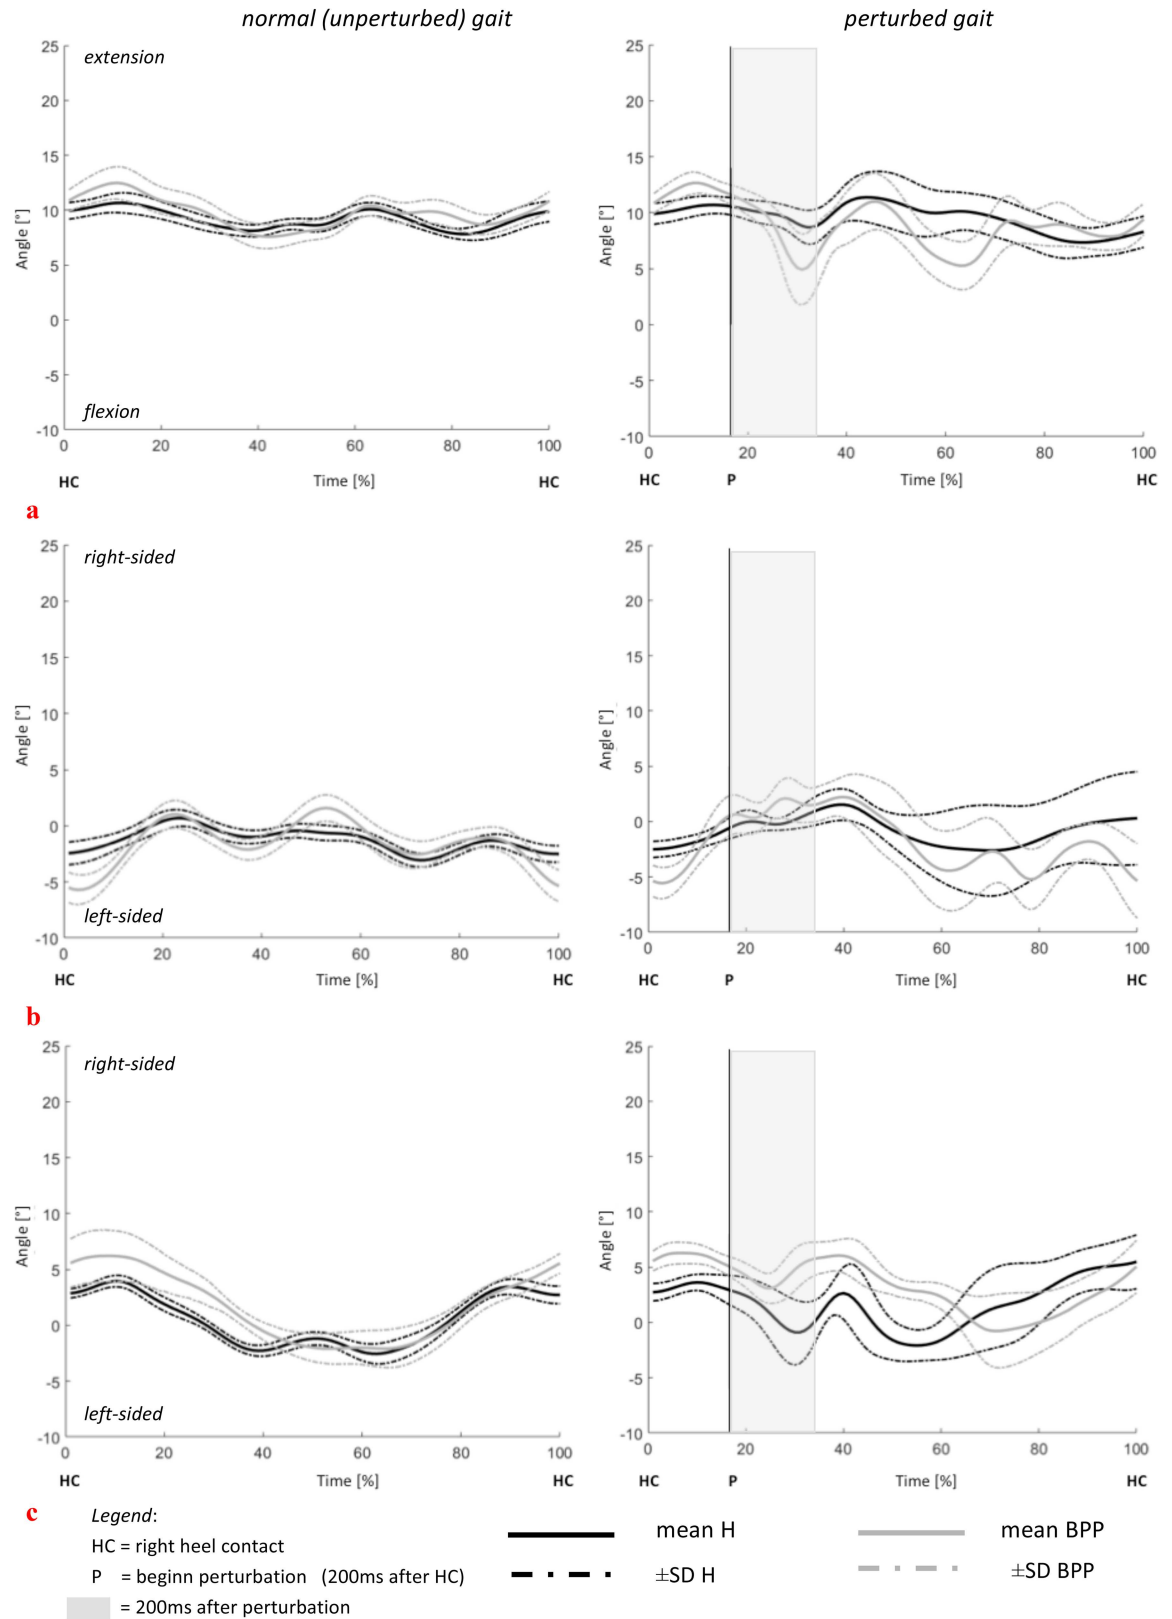 normal (unperturbed) gait
perturbed gait
25
extension
20
15
10
5
0
-5
flexion
-10
Angle [°]
0 20 40 60 80 100
HC Time [%] HC
25
20
15
10
5
0
-5
-10
Angle [°]
0 20 40 60 80 100
HC P Time [%] HC
a
25
right-sided
20
15
10
5
0
-5
left-sided
-10
Angle [°]
0 20 40 60 80 100
HC Time [%] HC
25
20
15
10
5
0
-5
-10
Angle [°]
0 20 40 60 80 100
HC P Time [%] HC
b
25
right-sided
20
15
10
5
0
-5
left-sided
-10
Angle [°]
0 20 40 60 80 100
HC Time [%] HC
25
20
15
10
5
0
-5
-10
Angle [°]
0 20 40 60 80 100
HC P Time [%] HC
c
Legend:
HC = right heel contact
P = beginn perturbation (200ms after HC)
= 200ms after perturbation
mean H
±SD H
mean BPP
±SD BPP